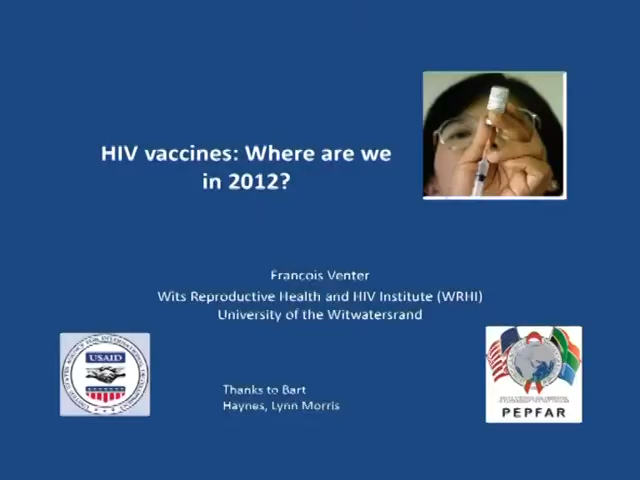 HIV vaccines: Where are we
in 2012?
Francois Venter
Wits Reproductive Health and HIV Institute (WRHI)
University of the Witwatersrand
USAID
Thanks to Bart
Haynes, Lynn Morris
PEPFAR